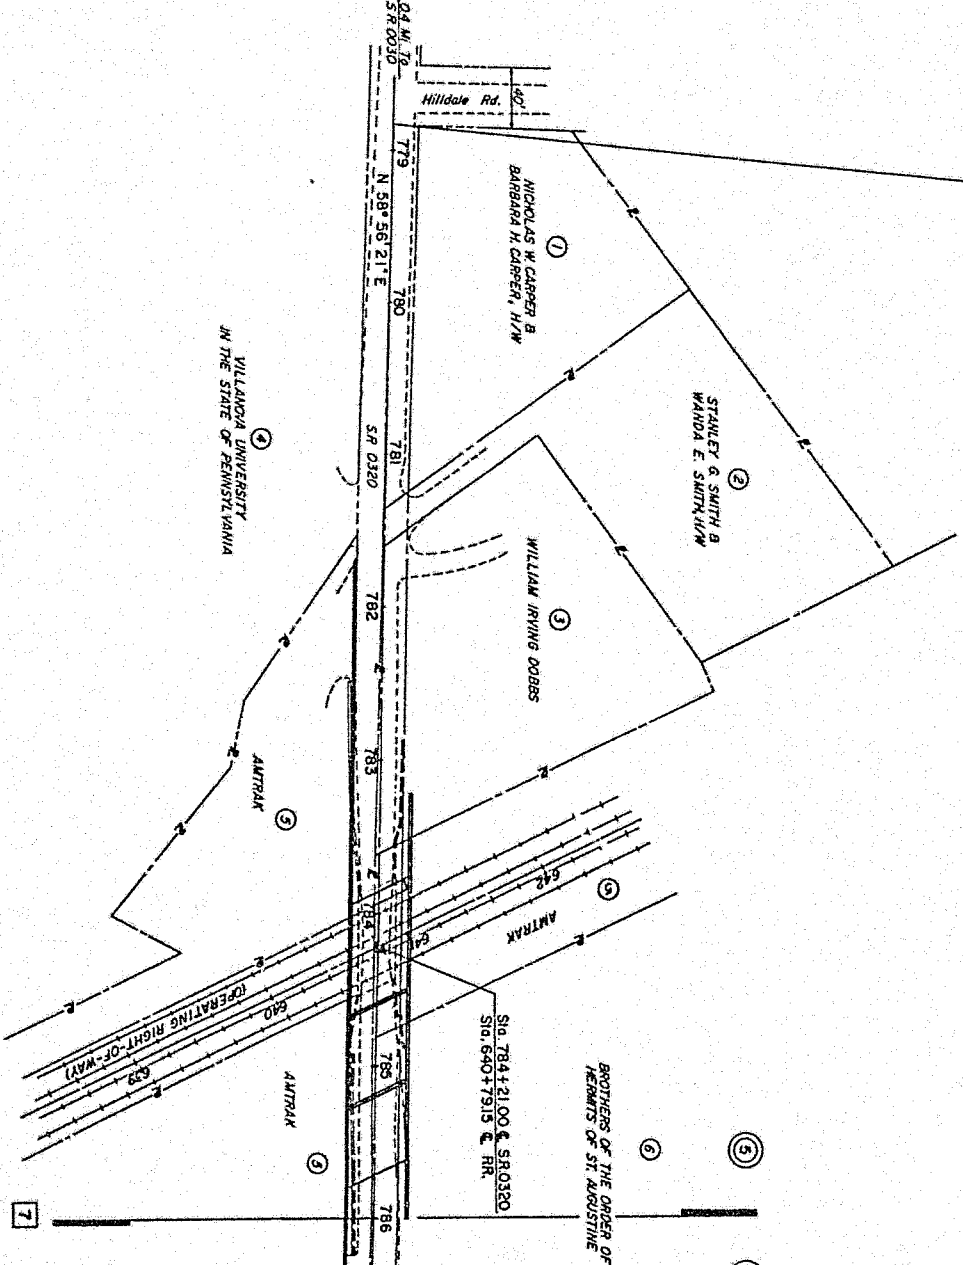 0.4 MI. To
S.R. 0030
Hilldale Rd.
40'
779
N 58° 56' 21" E
780
S.R. 0320
781
782
783
784
785
786
1
NICHOLAS W. CARPER &
BARBARA H. CARPER, H/W
2
STANLEY G. SMITH &
WANDA E. SMITH, H/W
3
WILLIAM IRVING DOBBS
4
VILLANOVA UNIVERSITY
IN THE STATE OF PENNSYLVANIA
AMTRAK
5
5
AMTRAK
642
641
640
639
(OPERATING RIGHT-OF-WAY)
AMTRAK
5
Sta. 784+21.00 ℄ S.R.0320
Sta. 640+79.15 ℄ RR.
6
BROTHERS OF THE ORDER OF
HERMITS OF ST. AUGUSTINE
5
7